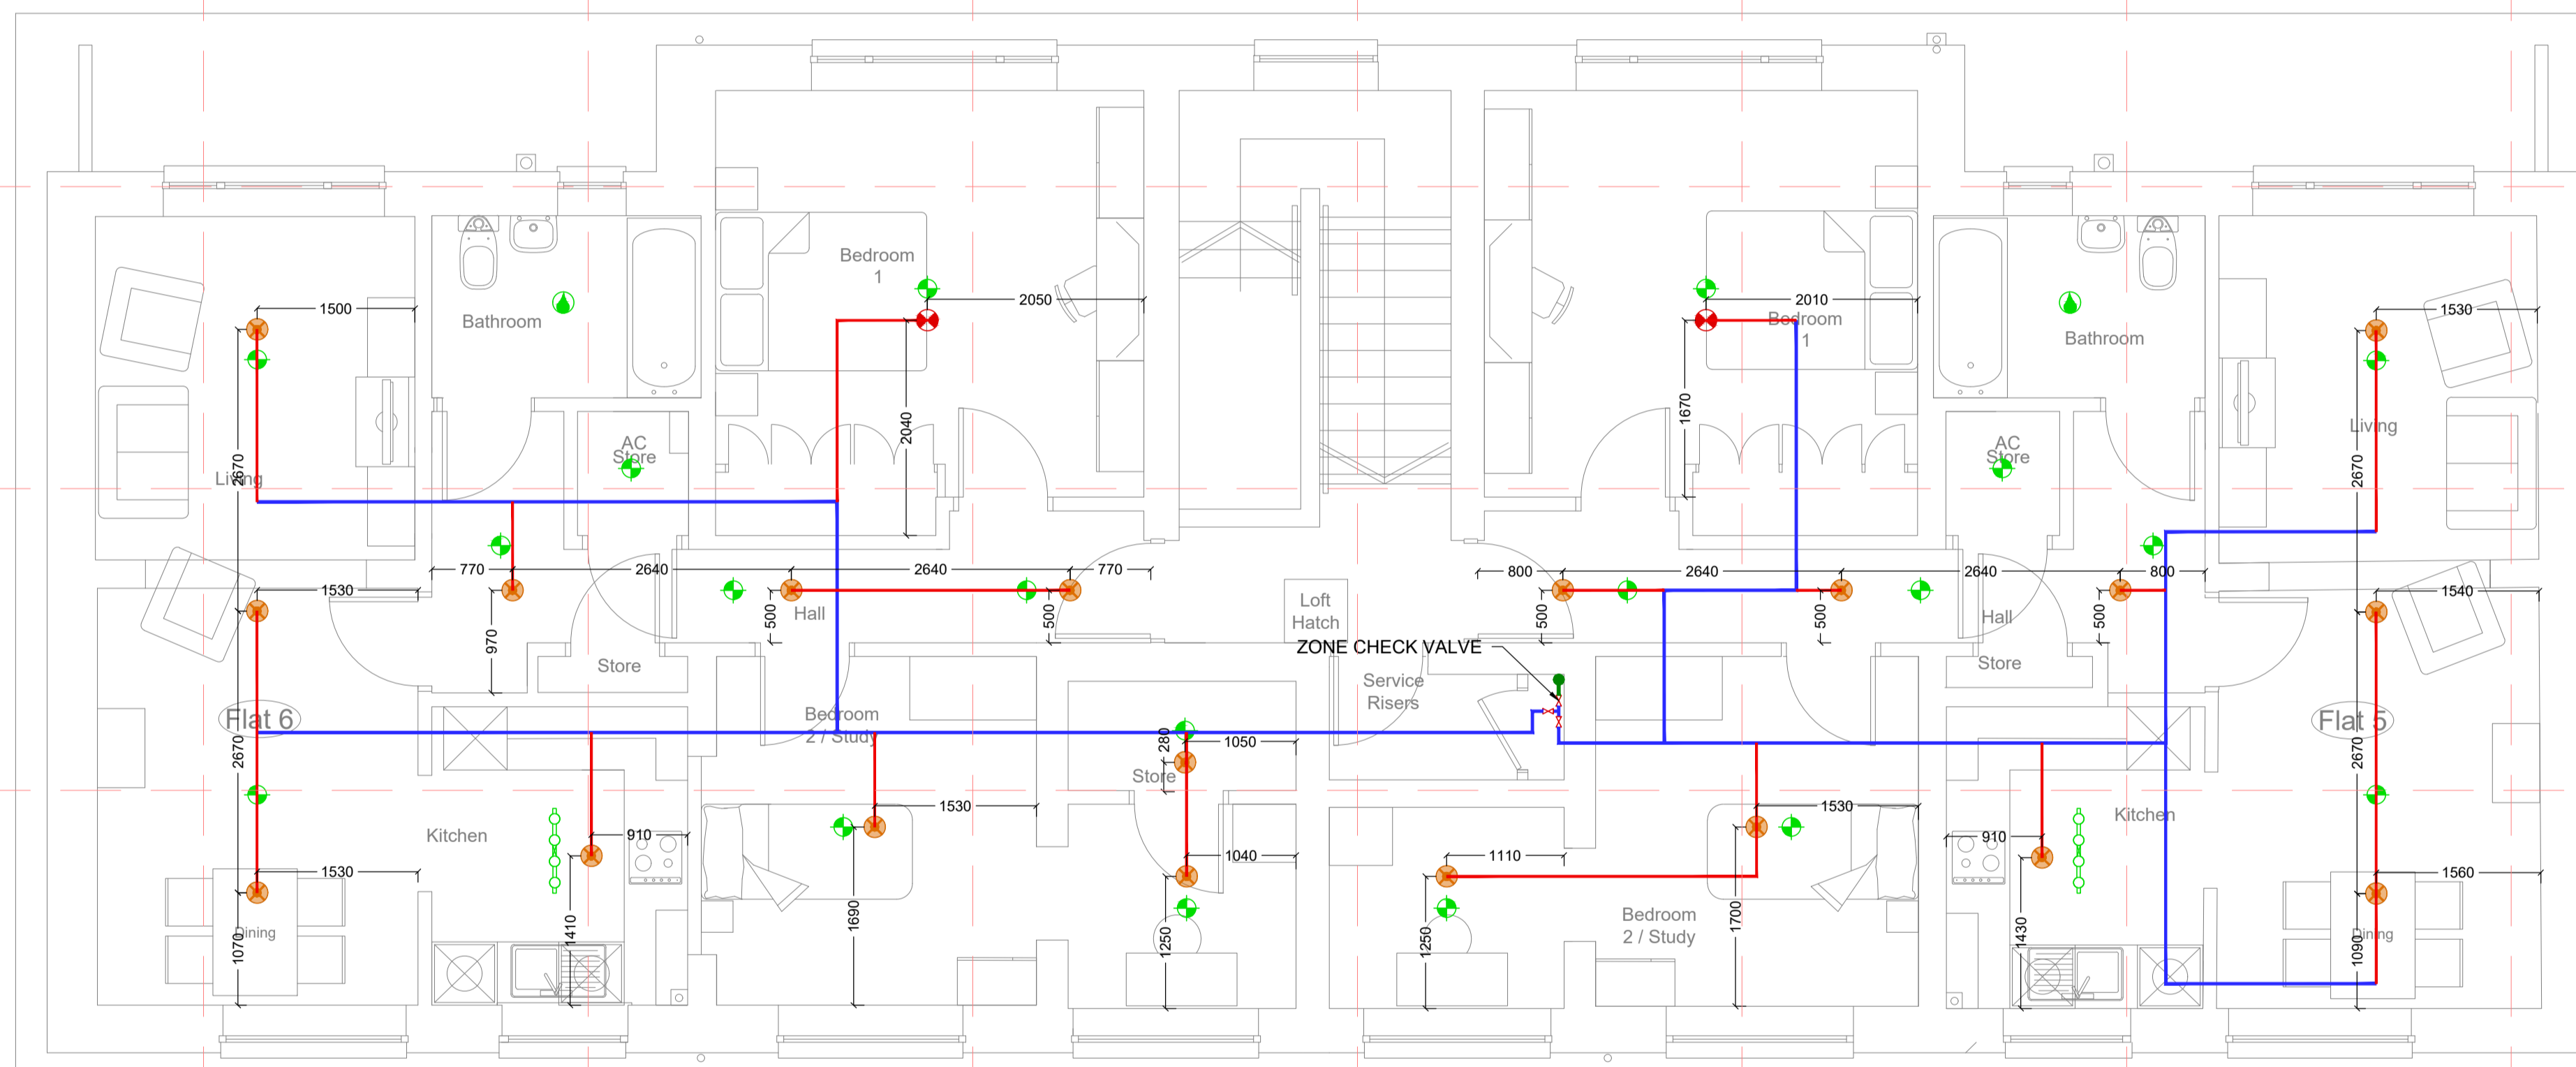 Bedroom
1
2050
2010
Bedroom
1
1500
1530
Bathroom
Bathroom
2040
1670
AC
Store
AC
Store
Living
Living
2670
2670
770
2640
2640
770
800
2640
2640
800
1530
1540
500
Hall
500
Loft
Hatch
500
500
500
Hall
970
ZONE CHECK VALVE
Store
Service
Risers
Store
Flat 6
Bedroom
2 / Study
Flat 5
2670
280
1050
2670
Store
1530
1530
Kitchen
910
910
Kitchen
1040
1110
1530
1560
1070
Dining
1410
1690
1250
1250
Bedroom
2 / Study
1700
1430
1090
Dining